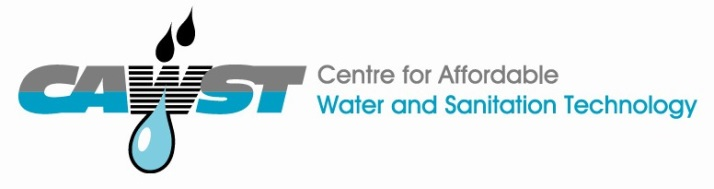 CAWST
Centre for Affordable
Water and Sanitation Technology